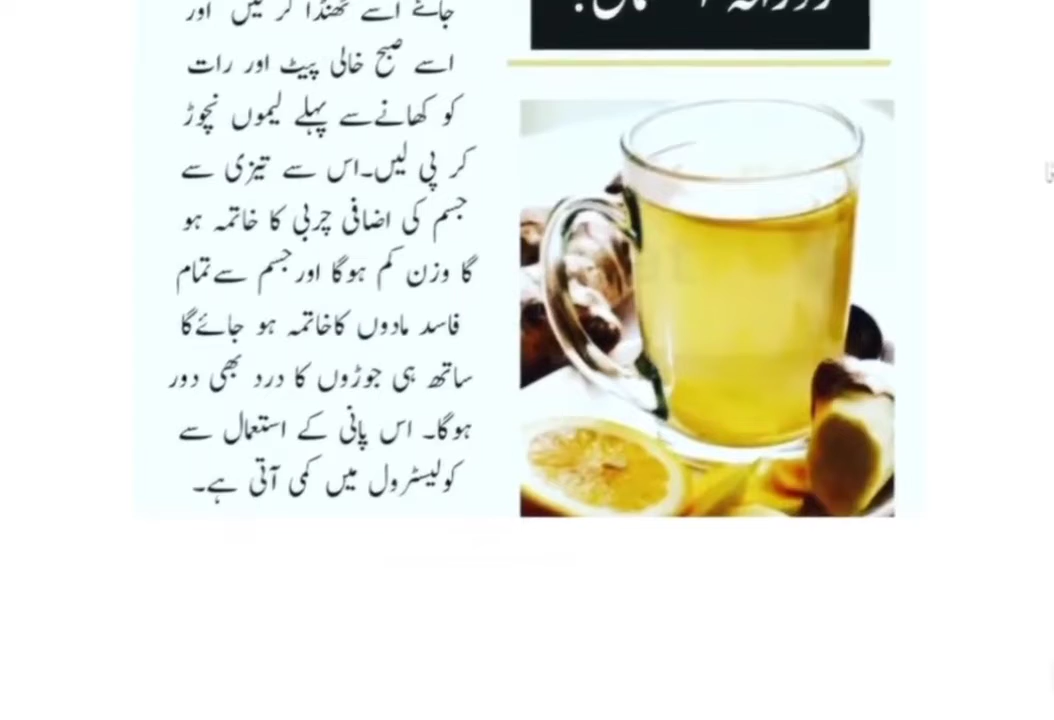 جائے اسے ٹھنڈا کر لیں اور
اسے صبح خالی پیٹ اور رات
کو کھانے سے پہلے لیموں نچوڑ
کر پی لیں۔ اس سے تیزی سے
جسم کی اضافی چربی کا خاتمہ ہو
گا وزن کم ہوگا اور جسم سے تمام
فاسد مادوں کا خاتمہ ہو جائے گا
ساتھ ہی جوڑوں کا درد بھی دور
ہوگا۔ اس پانی کے استعمال سے
کولیسٹرول میں کمی آتی ہے۔